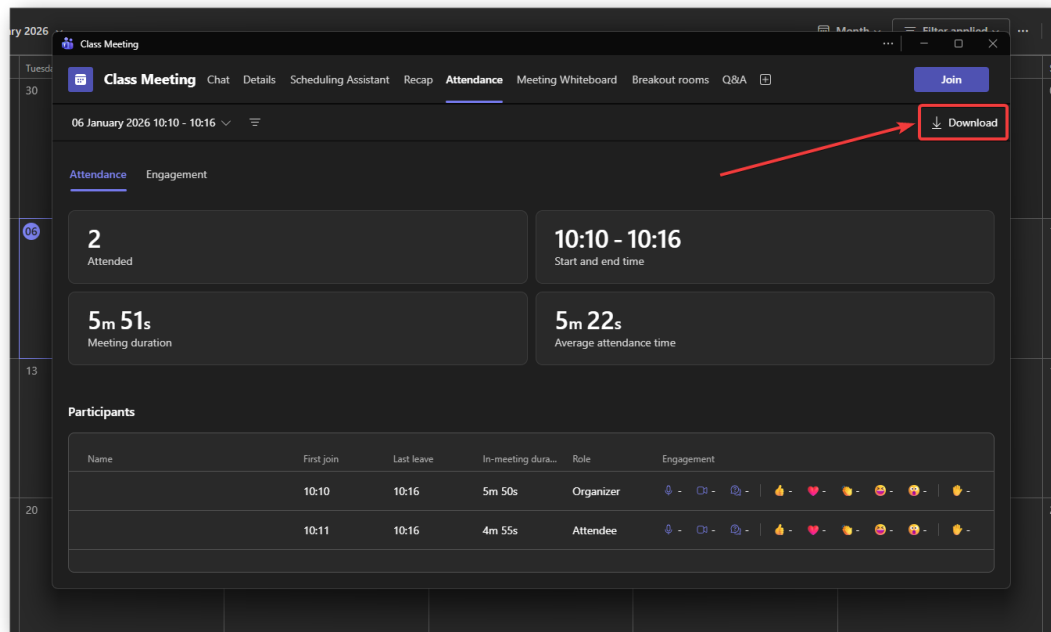 ry 2026
Month
Filter applied
Class Meeting
Class Meeting Chat Details Scheduling Assistant Recap Attendance Meeting Whiteboard Breakout rooms Q&A Join
06 January 2026 10:10 - 10:16
Download
Attendance Engagement
2
Attended
10:10 - 10:16
Start and end time
5m 51s
Meeting duration
5m 22s
Average attendance time
Participants
Name First join Last leave In-meeting dura... Role Engagement
10:10 10:16 5m 50s Organizer - - - - - - - - -
10:11 10:16 4m 55s Attendee - - - - - - - - -
Tuesd
30
06
13
20